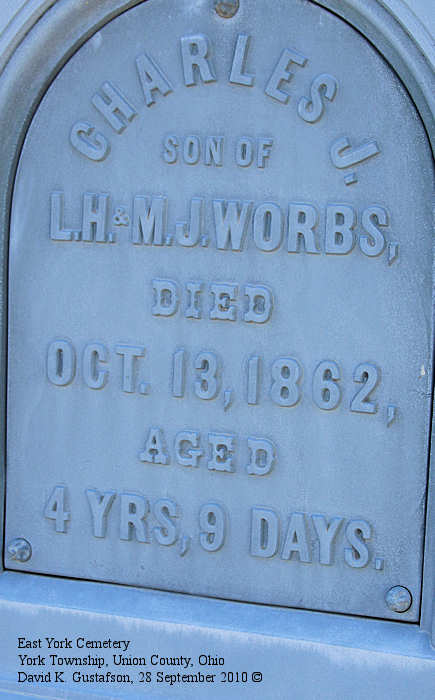 CHARLES J.
SON OF
L.H. & M.J. WORBS,
DIED
OCT. 13, 1862,
AGED
4 YRS, 9 DAYS.
East York Cemetery
York Township, Union County, Ohio
David K. Gustafson, 28 September 2010 ©